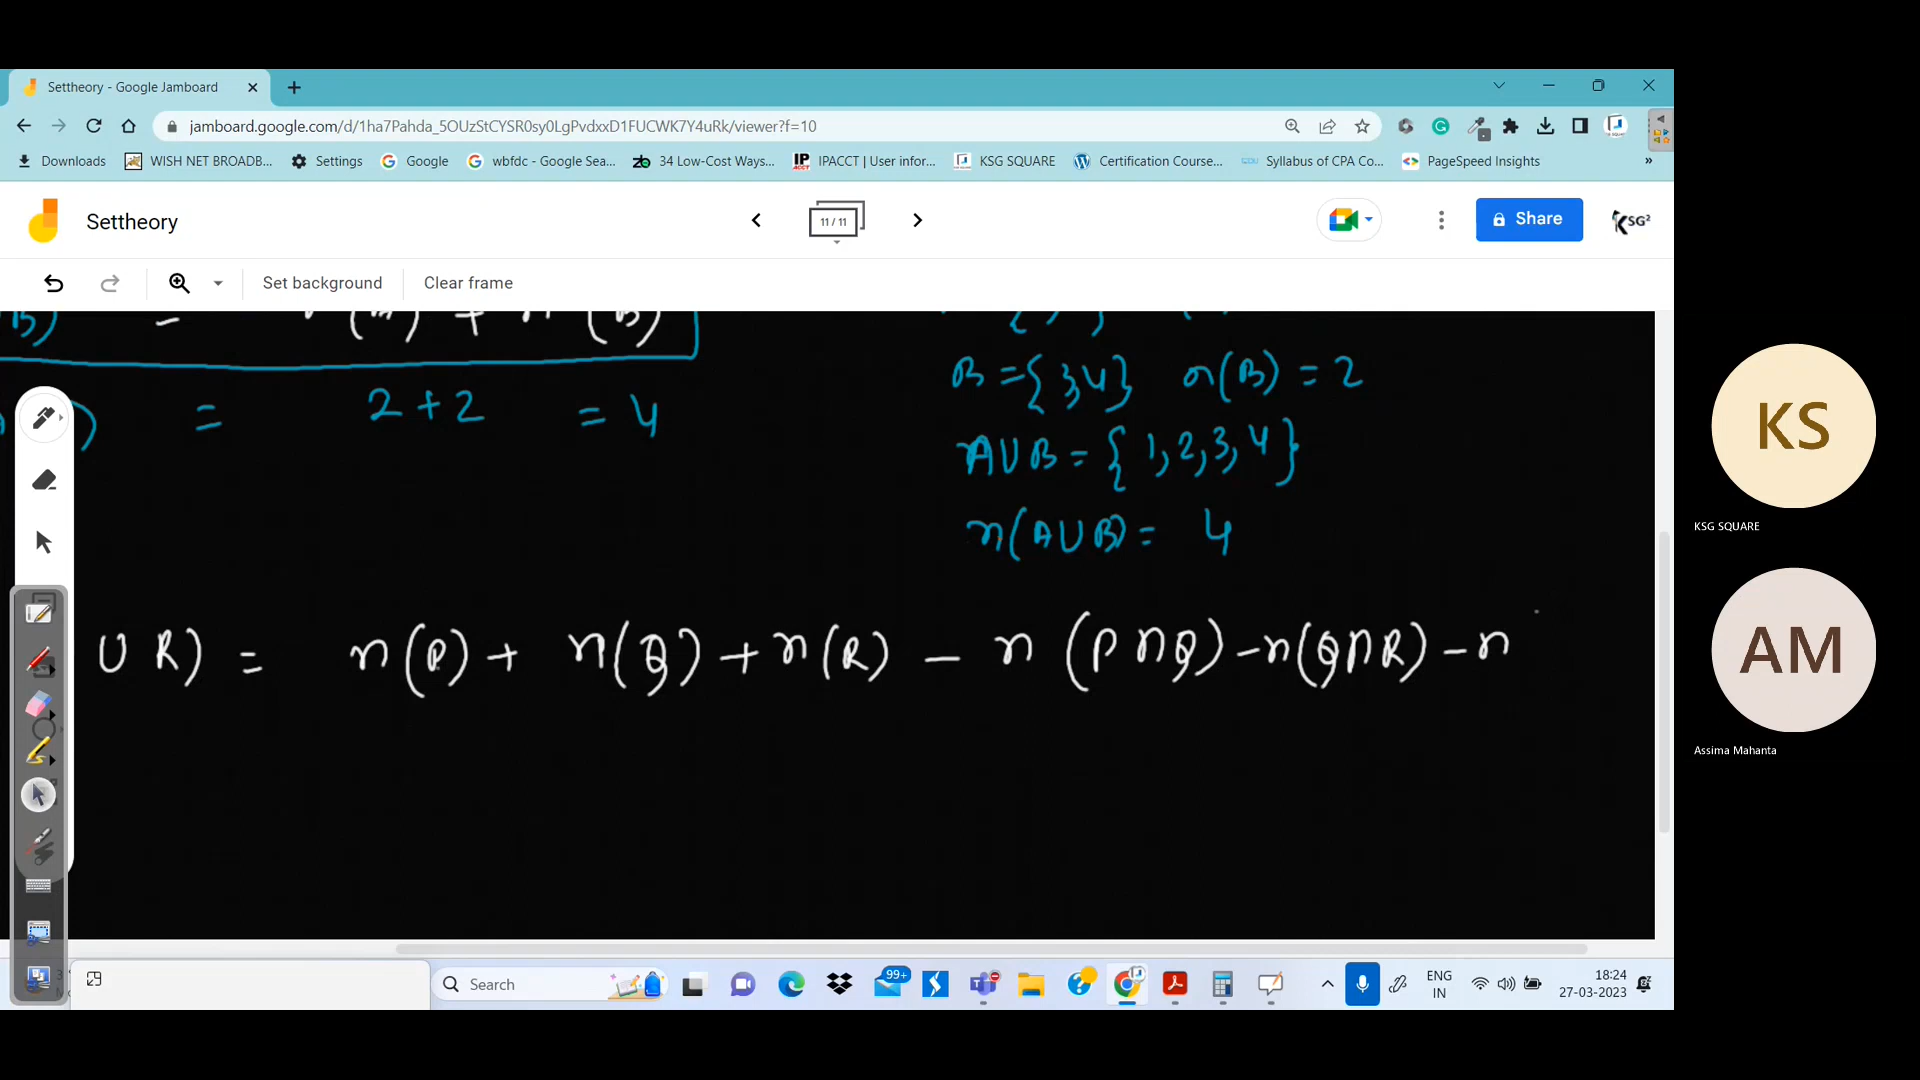 Settheory - Google Jamboard
jamboard.google.com/d/1ha7Pahda_5OUzStCYSR0sy0LgPvdxxD1FUCWK7Y4uRk/viewer?f=10
Downloads WISH NET BROADB... Settings Google wbfdc - Google Sea... 34 Low-Cost Ways... IPACCT | User infor... KSG SQUARE Certification Course... Syllabus of CPA Co... PageSpeed Insights »
Settheory 11 / 11 Share KSG²
Set background Clear frame
B) = (A) + n (B)
B = {3,4} n(B) = 2
) = 2 + 2 = 4
A∪B = {1,2,3,4}
n(A∪B) = 4
∪ R) = n(P) + n(Q) + n(R) - n(P∩Q) - n(Q∩R) - n
KS
KSG SQUARE
AM
Assima Mahanta
Search 99+ ENG IN 18:24 27-03-2023